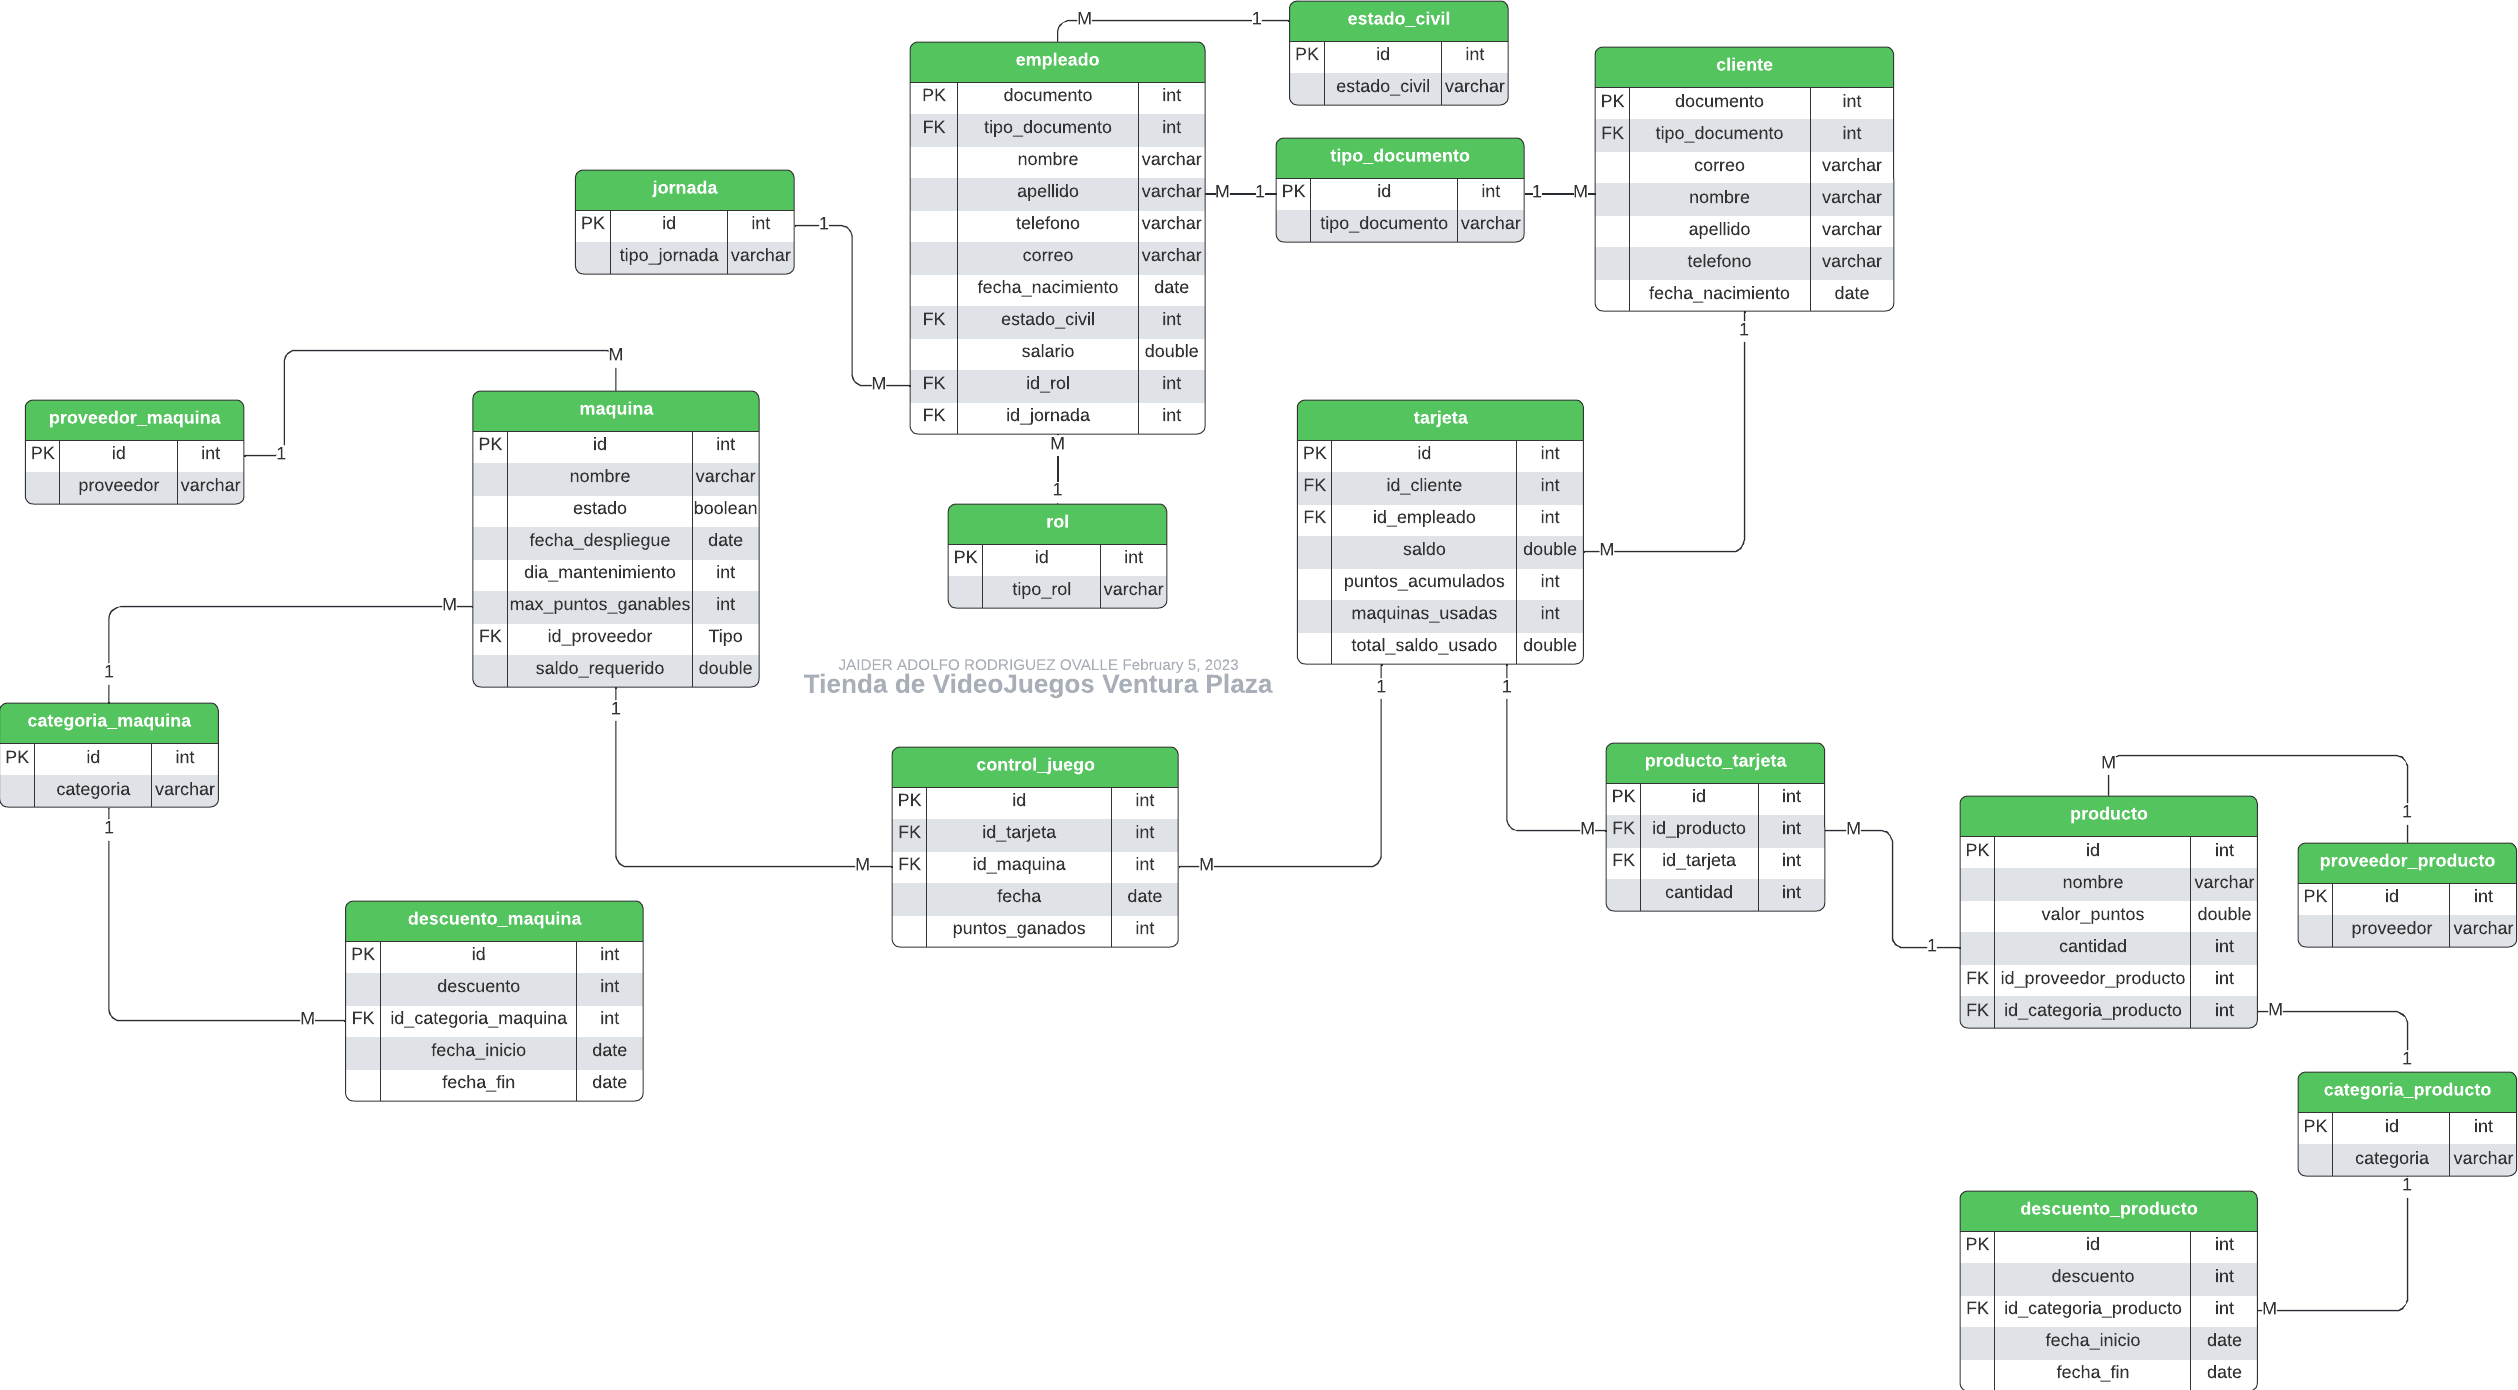 estado_civil
PK id int
estado_civil varchar
M
1
empleado
PK documento int
FK tipo_documento int
nombre varchar
apellido varchar
telefono varchar
correo varchar
fecha_nacimiento date
FK estado_civil int
salario double
FK id_rol int
FK id_jornada int
cliente
PK documento int
FK tipo_documento int
correo varchar
nombre varchar
apellido varchar
telefono varchar
fecha_nacimiento date
tipo_documento
PK id int
tipo_documento varchar
M
1
1
M
jornada
PK id int
tipo_jornada varchar
1
M
1
M
M
1
proveedor_maquina
PK id int
proveedor varchar
M
1
maquina
PK id int
nombre varchar
estado boolean
fecha_despliegue date
dia_mantenimiento int
max_puntos_ganables int
FK id_proveedor Tipo
saldo_requerido double
rol
PK id int
tipo_rol varchar
tarjeta
PK id int
FK id_cliente int
FK id_empleado int
saldo double
puntos_acumulados int
maquinas_usadas int
total_saldo_usado double
M
1
JAIDER ADOLFO RODRIGUEZ OVALLE February 5, 2023
Tienda de VideoJuegos Ventura Plaza
1
1
1
categoria_maquina
PK id int
categoria varchar
1
M
control_juego
PK id int
FK id_tarjeta int
FK id_maquina int
fecha date
puntos_ganados int
M
M
producto_tarjeta
PK id int
FK id_producto int
FK id_tarjeta int
cantidad int
M
M
1
producto
PK id int
nombre varchar
valor_puntos double
cantidad int
FK id_proveedor_producto int
FK id_categoria_producto int
M
1
proveedor_producto
PK id int
proveedor varchar
descuento_maquina
PK id int
descuento int
FK id_categoria_maquina int
fecha_inicio date
fecha_fin date
M
M
1
categoria_producto
PK id int
categoria varchar
1
descuento_producto
PK id int
descuento int
FK id_categoria_producto int
fecha_inicio date
fecha_fin date
M